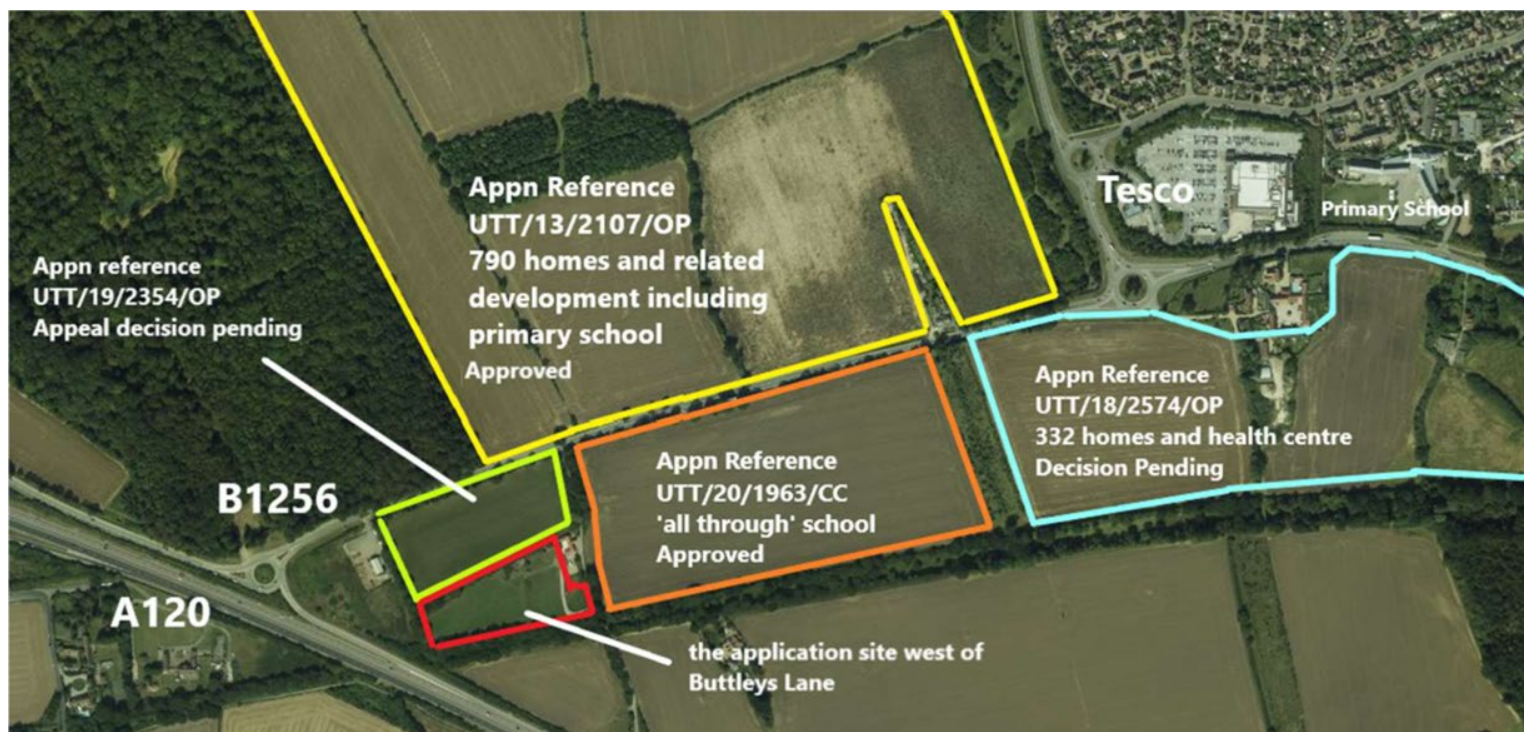 Appn Reference
UTT/13/2107/OP
790 homes and related
development including
primary school
Approved
Tesco
Primary School
Appn reference
UTT/19/2354/OP
Appeal decision pending
Appn Reference
UTT/18/2574/OP
332 homes and health centre
Decision Pending
Appn Reference
UTT/20/1963/CC
'all through' school
Approved
B1256
A120
the application site west of
Buttleys Lane